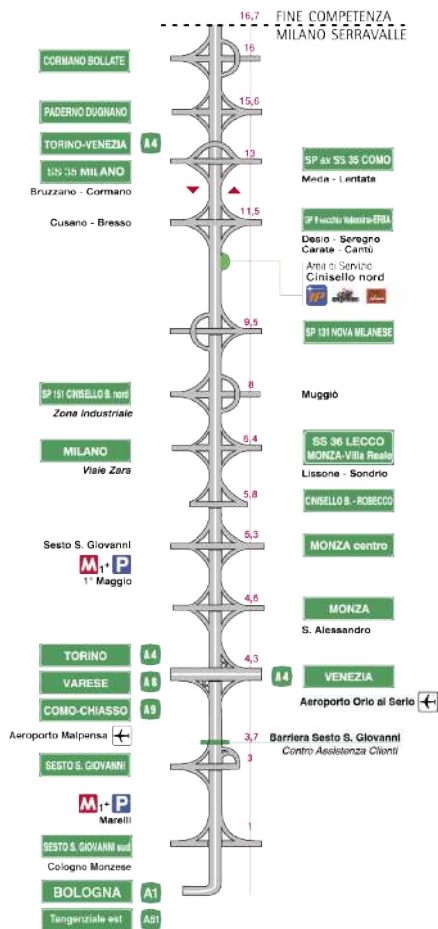 16,7 FINE COMPETENZA
MILANO SERRAVALLE
CORMANO BOLLATE
16
PADERNO DUGNANO
15,6
TORINO-VENEZIA A4
SS 35 MILANO
Bruzzano - Cormano
13
SP ex SS 35 COMO
Meda - Lentate
Cusano - Bresso
11,5
Desio - Seregno
Carate - Cantù
Area di Servizio
Cinisello nord
IP
9,5
SP 131 NOVA MILANESE
SP 151 CINISELLO B. nord
Zona Industriale
8
Muggiò
MILANO
Viale Zara
6,4
SS 36 LECCO
MONZA-Villa Reale
Lissone - Sondrio
5,8
CINISELLO B. - ROBECCO
Sesto S. Giovanni
M1+ P
1° Maggio
5,3
MONZA centro
4,6
MONZA
S. Alessandro
TORINO A4
VARESE A8
COMO-CHIASSO A9
Aeroporto Malpensa
4,3
A4 VENEZIA
Aeroporto Orio al Serio
3,7
Barriera Sesto S. Giovanni
Centro Assistenza Clienti
SESTO S. GIOVANNI
3
M1+ P
Marelli
1
SESTO S. GIOVANNI sud
Cologno Monzese
BOLOGNA A1
Tangenziale est A51